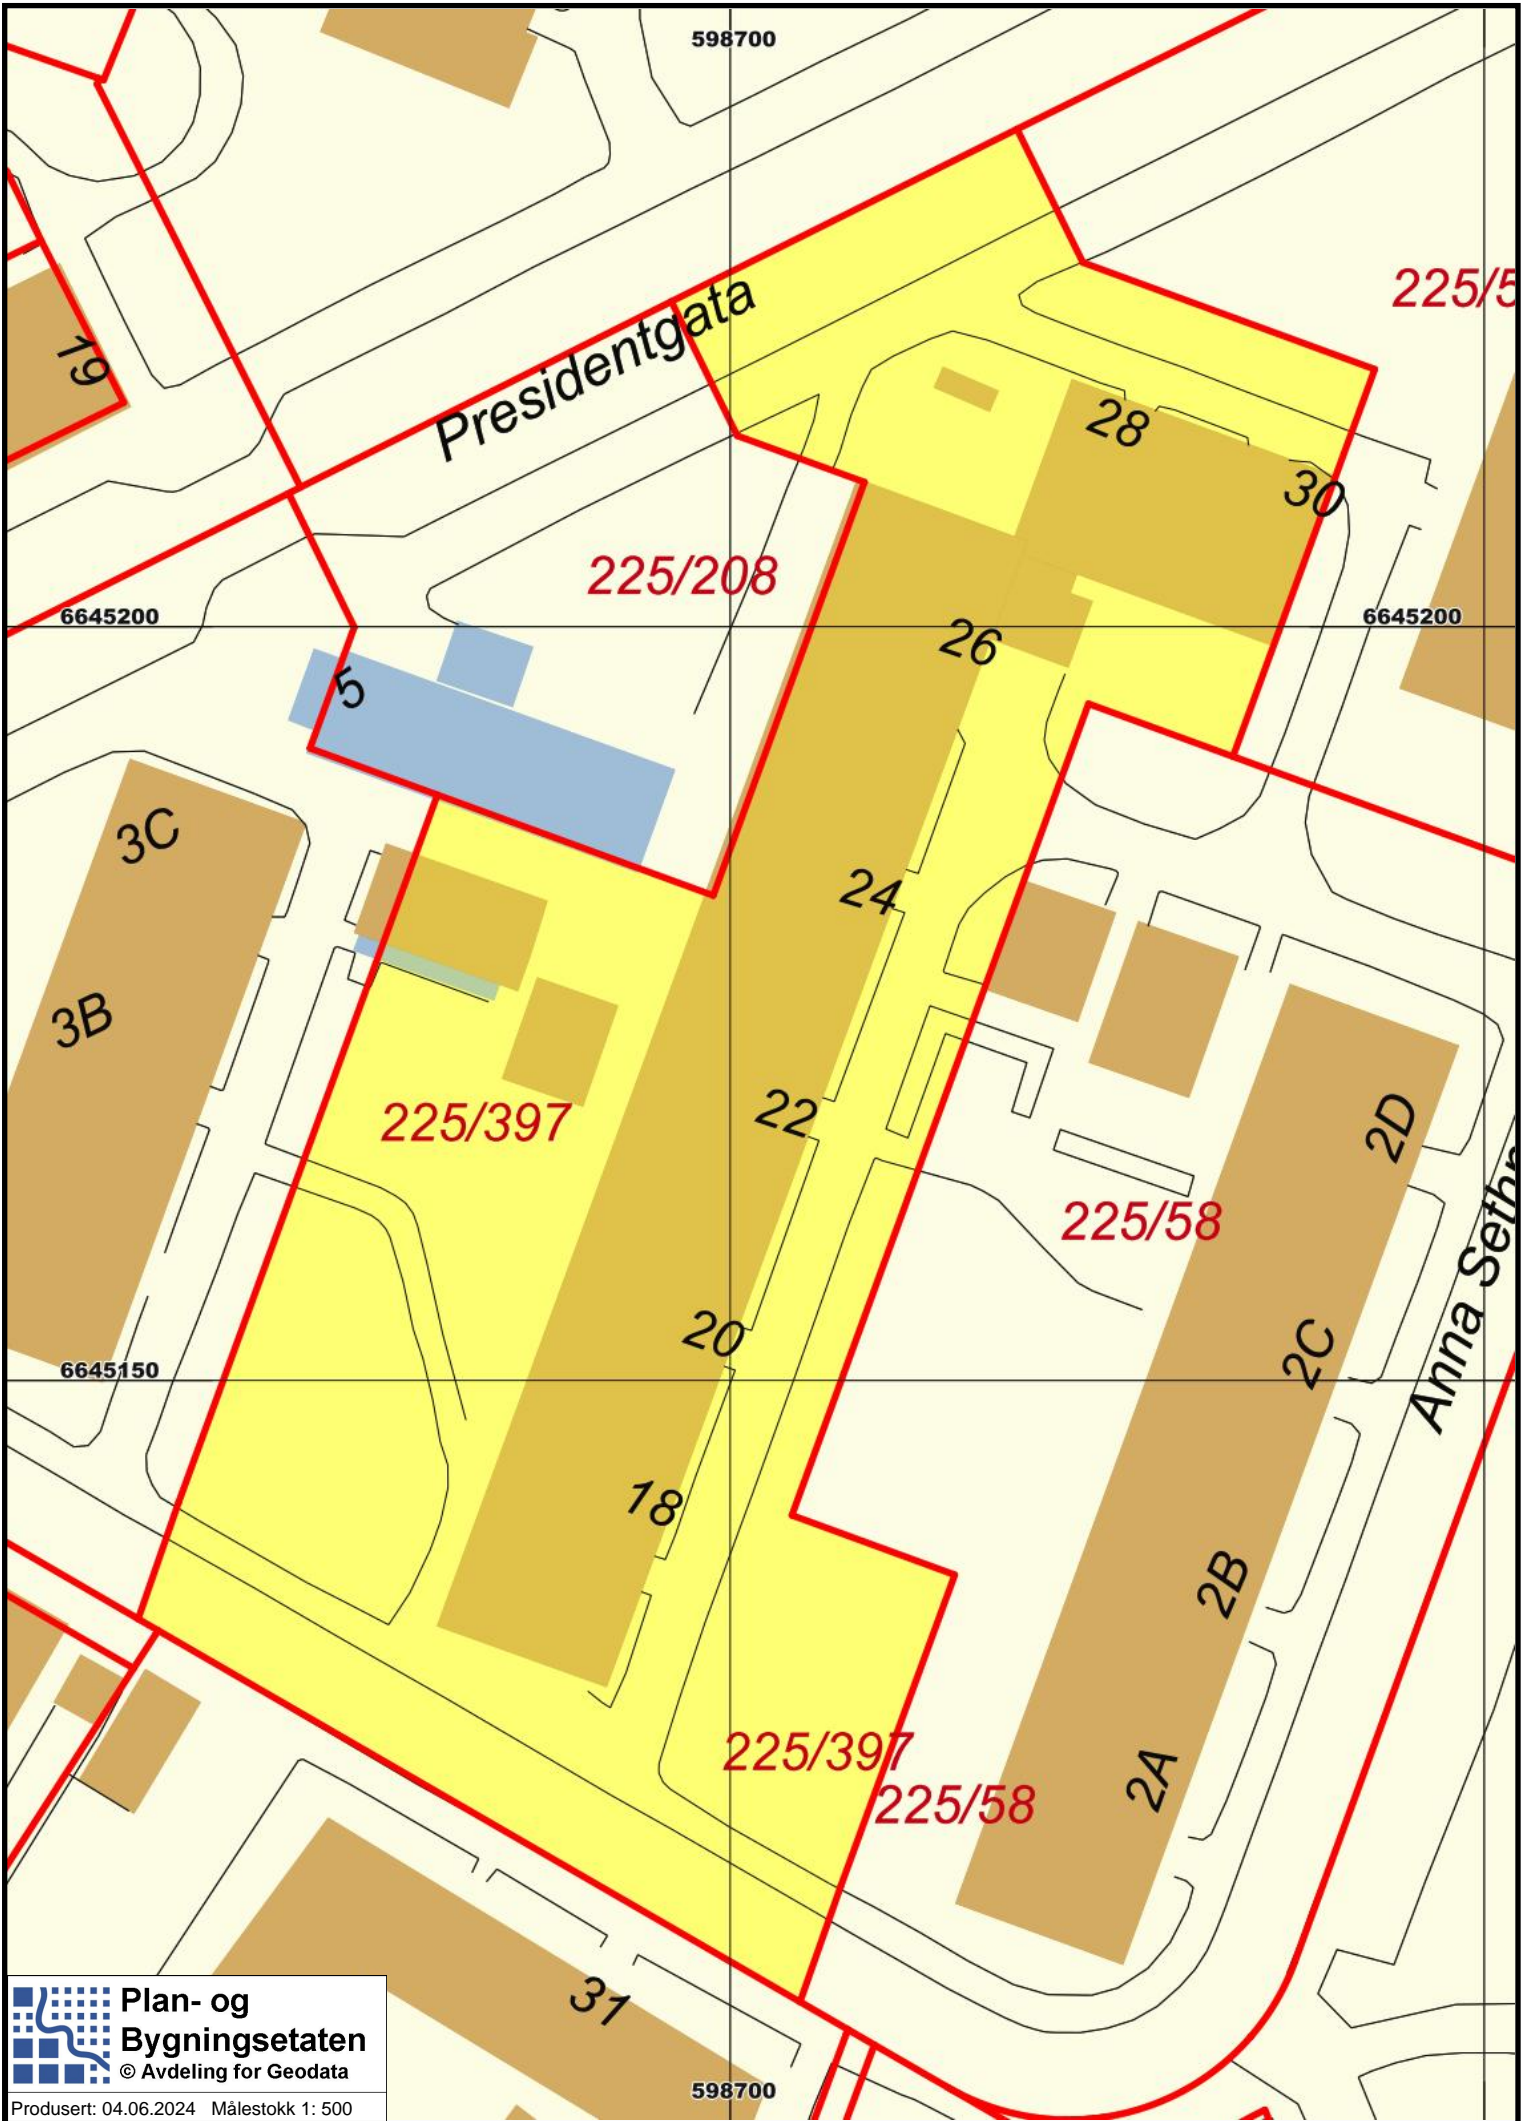 598700
225/5
19
Presidentgata
28
30
225/208
6645200
6645200
26
5
3C
24
3B
22
225/397
2D
225/58
20
2C
6645150
Anna Sethn
18
2B
225/397
2A
225/58
31
Plan- og
Bygningsetaten
© Avdeling for Geodata
598700
Produsert: 04.06.2024 Målestokk 1: 500